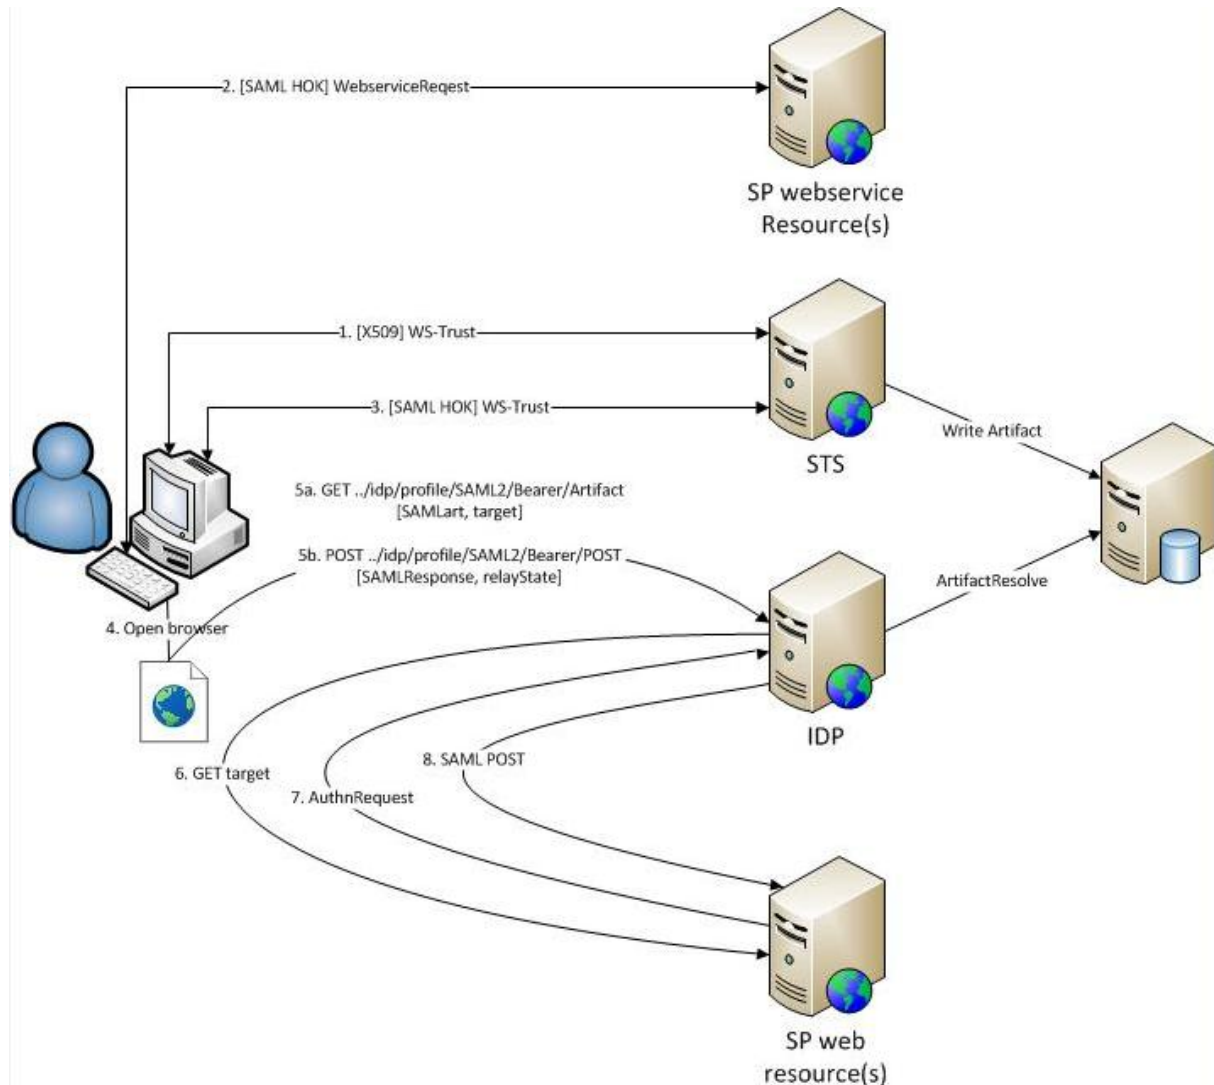 2. [SAML HOK] WebserviceReqest
SP webservice
Resource(s)
1. [X509] WS-Trust
3. [SAML HOK] WS-Trust
STS
Write Artifact
5a. GET ../idp/profile/SAML2/Bearer/Artifact
[SAMLart, target]
5b. POST ../idp/profile/SAML2/Bearer/POST
[SAMLResponse, relayState]
ArtifactResolve
4. Open browser
IDP
8. SAML POST
6. GET target
7. AuthnRequest
SP web
resource(s)